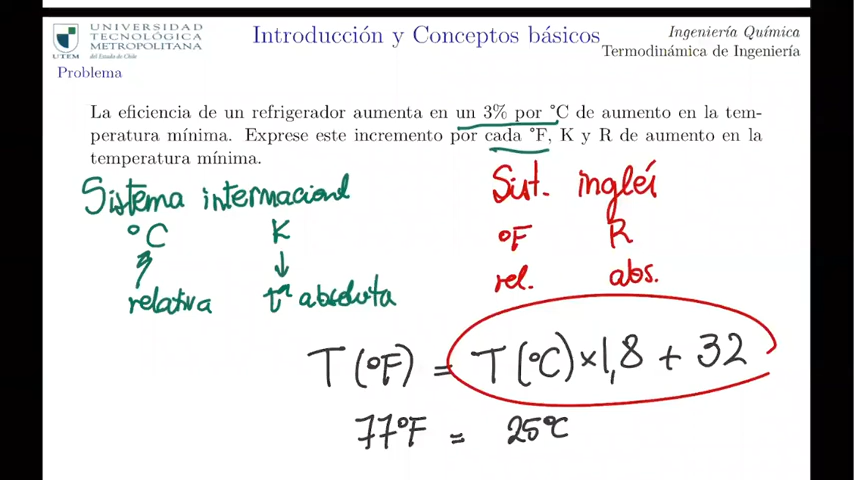 UNIVERSIDAD
TECNOLÓGICA
METROPOLITANA
del Estado de Chile
UTEM
Introducción y Conceptos básicos
Ingeniería Química
Termodinámica de Ingeniería
Problema
La eficiencia de un refrigerador aumenta en un 3% por °C de aumento en la tem-
peratura mínima. Exprese este incremento por cada °F, K y R de aumento en la
temperatura mínima.
Sistema internacional
Sist. inglés
°C K
°F R
relativa tª absoluta
rel. abs.
T(°F) = T(°C)×1,8 + 32
77°F = 25°C